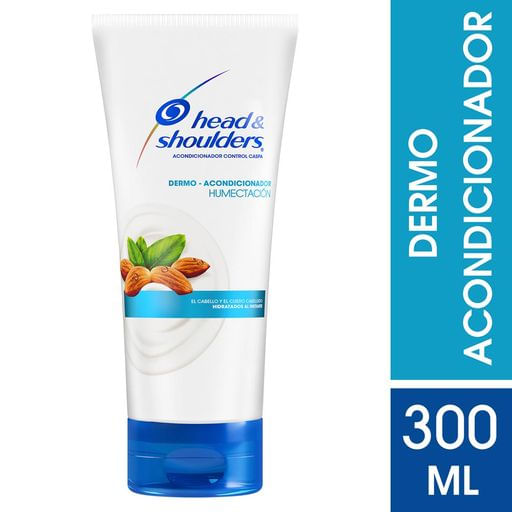 head&
shoulders®
ACONDICIONADOR CONTROL CASPA
DERMO - ACONDICIONADOR
HUMECTACIÓN
EL CABELLO Y EL CUERO CABELLUDO
HIDRATADOS AL INSTANTE
DERMO
ACONDICIONADOR
300
ML